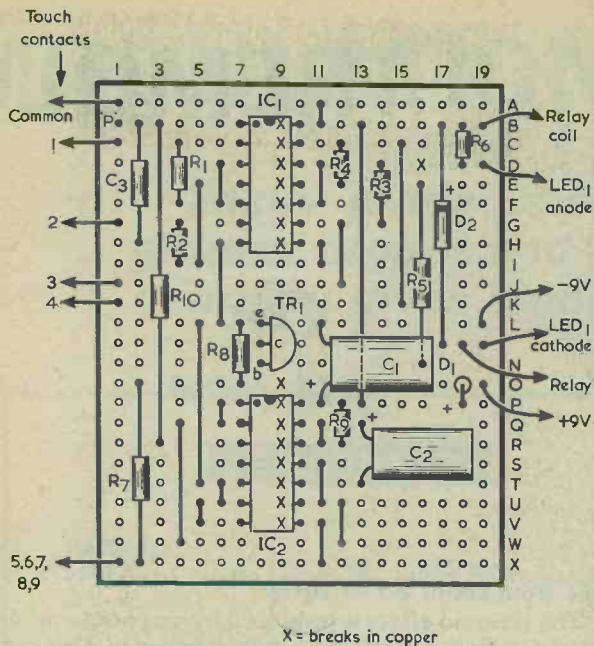 Touch
contacts
1 3 5 7 9 11 13 15 17 19
Common
'P'
IC1
A
B
C
D
E
F
G
H
I
J
K
L
N
O
P
Q
R
S
T
U
V
W
X
Relay
coil
LED1
anode
-9V
LED1
cathode
Relay
+9V
1
2
3
4
5,6,7,
8,9
C3
R1
R2
R10
R4
R3
R6
+
D2
R5
TR1
e
c
b
R8
+
C1
D1
+
R7
R9
+
C2
IC2
X X X X X X X
X
X
X X X X X X X
X = breaks in copper